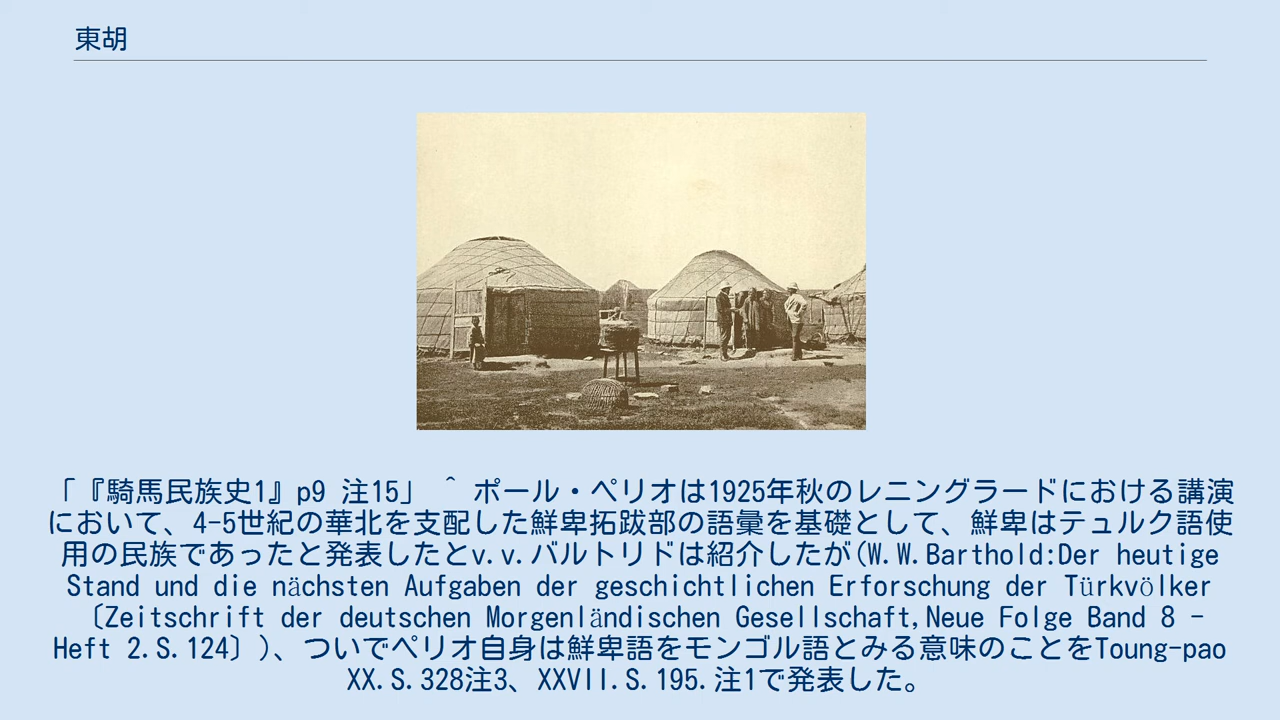 東胡
「『騎馬民族史1』p9 注15」 ^ ポール・ペリオは1925年秋のレニングラードにおける講演
において、4-5世紀の華北を支配した鮮卑拓跋部の語彙を基礎として、鮮卑はテュルク語使
用の民族であったと発表したとv.v.バルトリドは紹介したが(W.W.Barthold:Der heutige
Stand und die nächsten Aufgaben der geschichtlichen Erforschung der Türkvölker
〔Zeitschrift der deutschen Morgenländischen Gesellschaft,Neue Folge Band 8 -
Heft 2.S.124〕)、ついでペリオ自身は鮮卑語をモンゴル語とみる意味のことをToung-pao
XX.S.328注3、XXVII.S.195.注1で発表した。